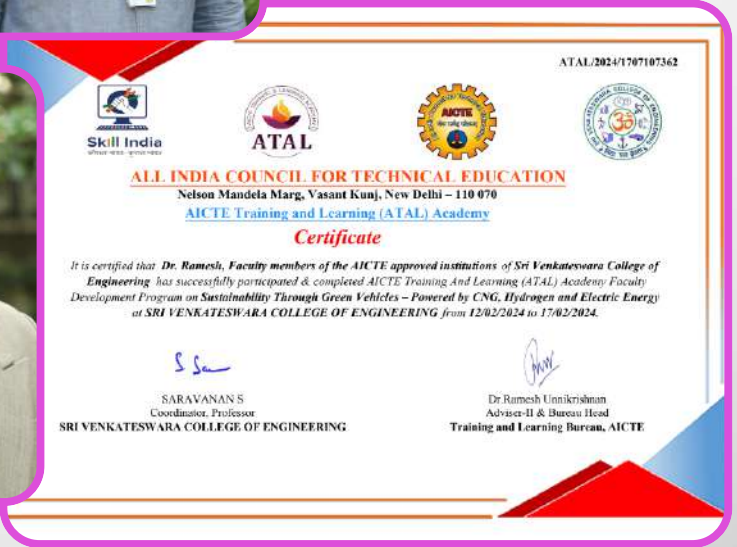 ATAL/2024/1707107362
Skill India
ATAL
AICTE
ALL INDIA COUNCIL FOR TECHNICAL EDUCATION
Nelson Mandela Marg, Vasant Kunj, New Delhi – 110 070
AICTE Training and Learning (ATAL) Academy
Certificate
It is certified that Dr. Ramesh, Faculty members of the AICTE approved institutions of Sri Venkateswara College of
Engineering has successfully participated & completed AICTE Training And Learning (ATAL) Academy Faculty
Development Program on Sustainability Through Green Vehicles – Powered by CNG, Hydrogen and Electric Energy
at SRI VENKATESWARA COLLEGE OF ENGINEERING from 12/02/2024 to 17/02/2024.
SARAVANAN S
Coordinator, Professor
SRI VENKATESWARA COLLEGE OF ENGINEERING
Dr.Ramesh Unnikrishnan
Adviser-II & Bureau Head
Training and Learning Bureau, AICTE